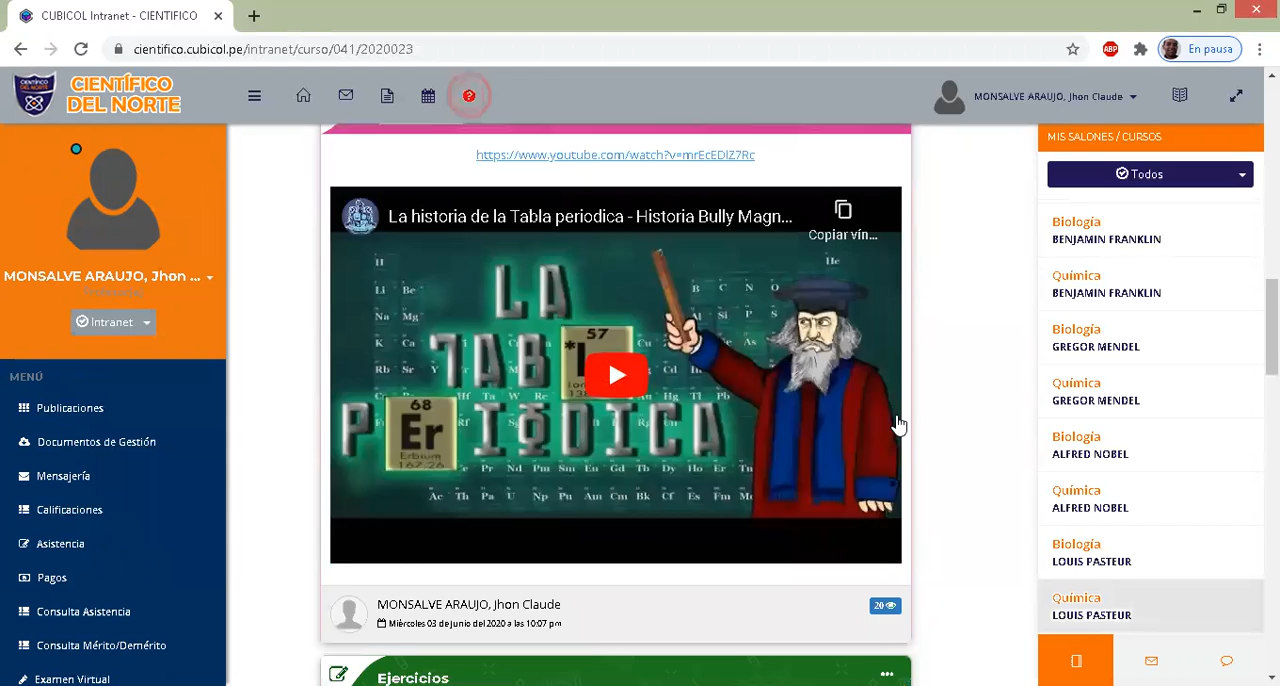 CUBICOL Intranet - CIENTIFICO
cientifico.cubicol.pe/intranet/curso/041/2020023
ABP
En pausa
CIENTÍFICO
DEL NORTE
MONSALVE ARAUJO, Jhon Claude
MONSALVE ARAUJO, Jhon ...
Intranet
MENÚ
Publicaciones
Documentos de Gestión
Mensajería
Calificaciones
Asistencia
Pagos
Consulta Asistencia
Consulta Mérito/Demérito
Examen Virtual
https://www.youtube.com/watch?v=mrEcEDlZ7Rc
La historia de la Tabla periodica - Historia Bully Magn...
Copiar vín...
LA
TABLA
PERIÓDICA
57
68
Er
Erbium
167.26
MONSALVE ARAUJO, Jhon Claude
Miércoles 03 de junio del 2020 a las 10:07 pm
20
Ejercicios
MIS SALONES / CURSOS
Todos
Biología
BENJAMIN FRANKLIN
Química
BENJAMIN FRANKLIN
Biología
GREGOR MENDEL
Química
GREGOR MENDEL
Biología
ALFRED NOBEL
Química
ALFRED NOBEL
Biología
LOUIS PASTEUR
Química
LOUIS PASTEUR